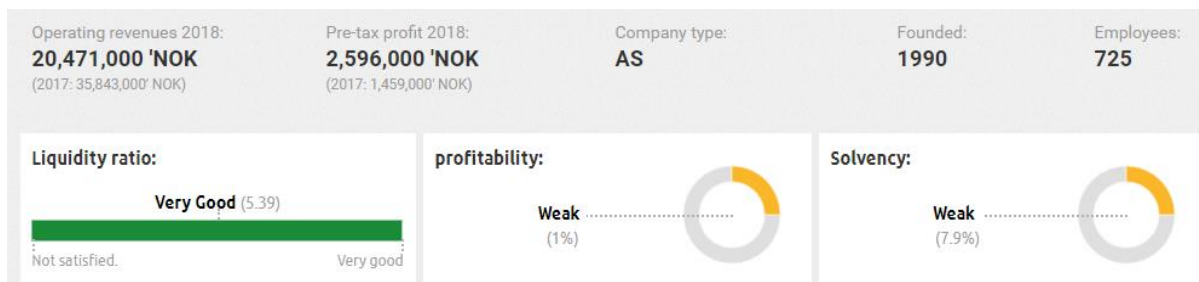 Operating revenues 2018:
20,471,000 'NOK
(2017: 35,843,000' NOK)
Pre-tax profit 2018:
2,596,000 'NOK
(2017: 1,459,000' NOK)
Company type:
AS
Founded:
1990
Employees:
725
Liquidity ratio:
Very Good (5.39)
Not satisfied.
Very good
profitability:
Weak
(1%)
Solvency:
Weak
(7.9%)